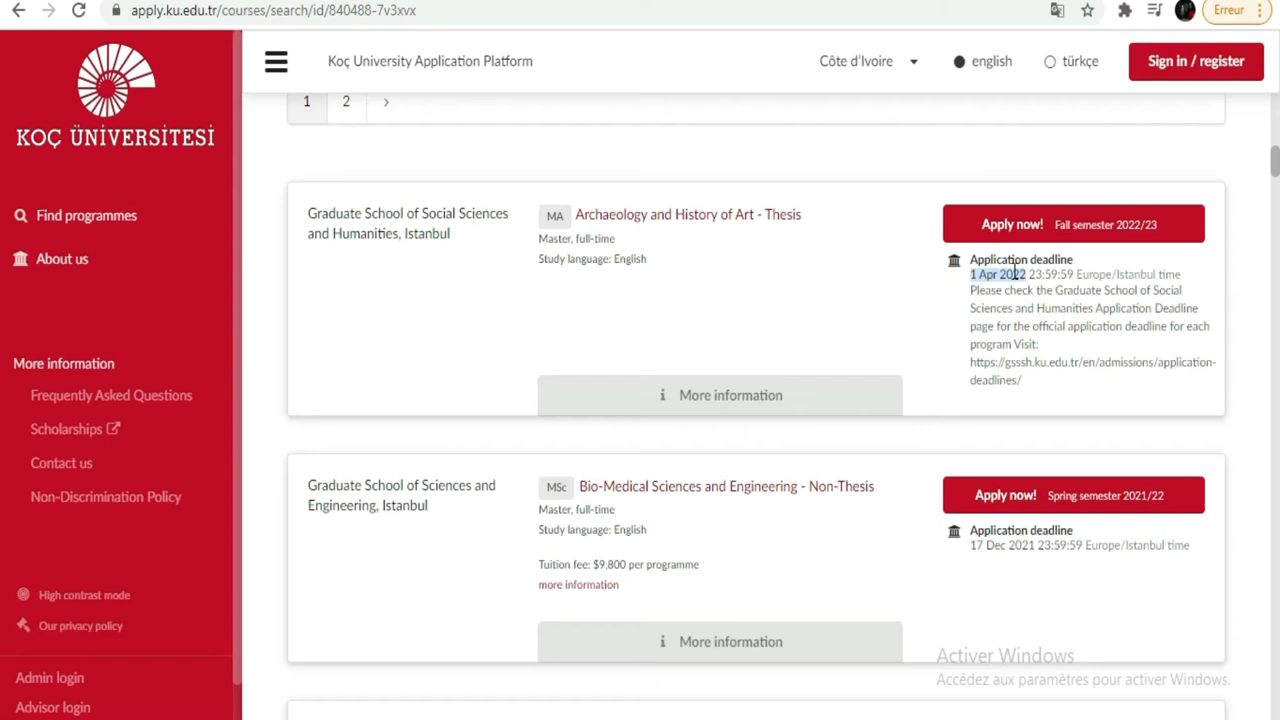 apply.ku.edu.tr/courses/search/id/840488-7v3xvx
Erreur
KOÇ ÜNİVERSİTESİ
Find programmes
About us
More information
Frequently Asked Questions
Scholarships
Contact us
Non-Discrimination Policy
High contrast mode
Our privacy policy
Admin login
Advisor login
Koç University Application Platform
Côte d'Ivoire
english
türkçe
Sign in / register
1 2 ›
Graduate School of Social Sciences
and Humanities, Istanbul
MA Archaeology and History of Art - Thesis
Master, full-time
Study language: English
More information
Apply now! Fall semester 2022/23
Application deadline
1 Apr 2022 23:59:59 Europe/Istanbul time
Please check the Graduate School of Social
Sciences and Humanities Application Deadline
page for the official application deadline for each
program Visit:
https://gsssh.ku.edu.tr/en/admissions/application-
deadlines/
Graduate School of Sciences and
Engineering, Istanbul
MSc Bio-Medical Sciences and Engineering - Non-Thesis
Master, full-time
Study language: English
Tuition fee: $9,800 per programme
more information
More information
Apply now! Spring semester 2021/22
Application deadline
17 Dec 2021 23:59:59 Europe/Istanbul time
Activer Windows
Accédez aux paramètres pour activer Windows.